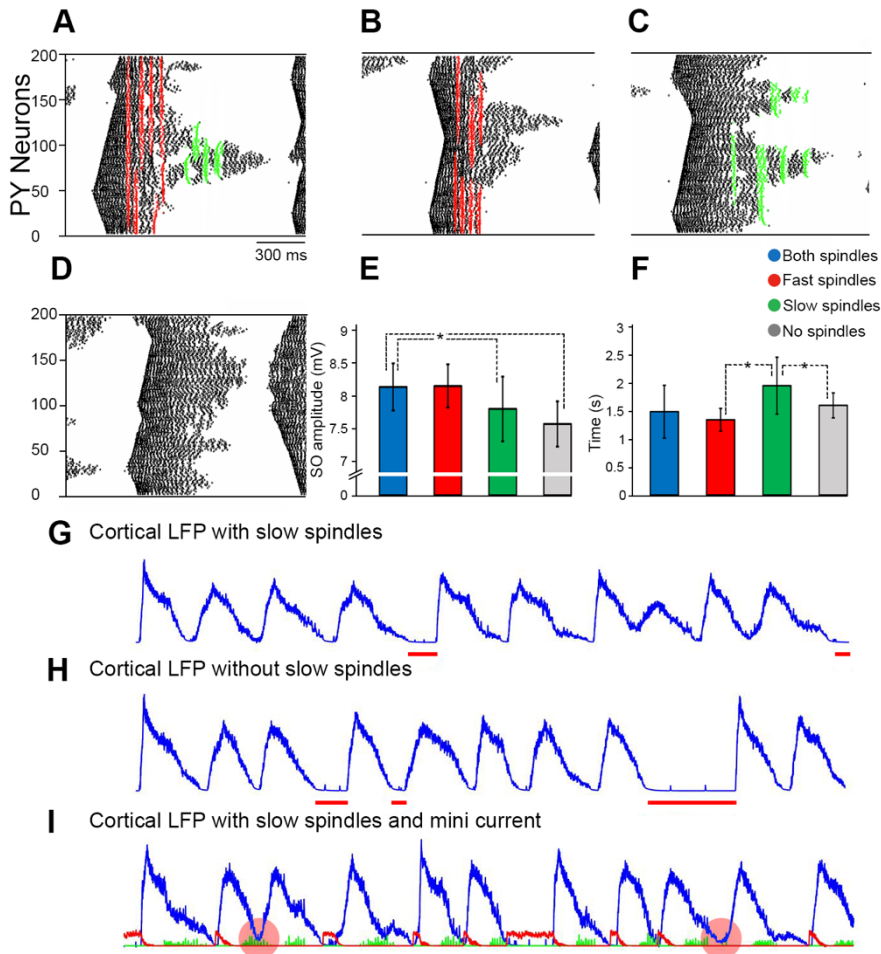 A
B
C
PY Neurons
200
150
100
50
0
300 ms
Both spindles
Fast spindles
Slow spindles
No spindles
D
E
F
200
150
100
50
0
SO amplitude (mV)
9
8.5
8
7.5
7
0
*
Time (s)
3
2.5
2
1.5
1
0.5
0
*
*
G Cortical LFP with slow spindles
H Cortical LFP without slow spindles
I Cortical LFP with slow spindles and mini current